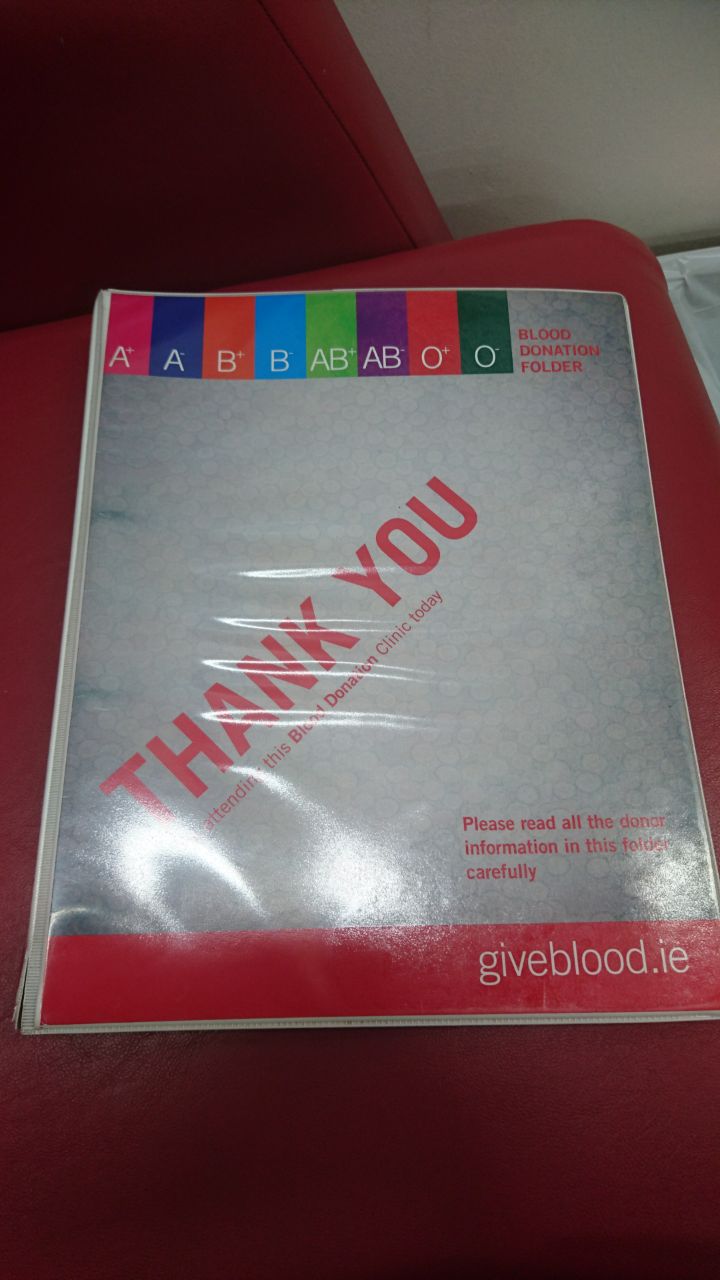 A+ A- B+ B- AB+ AB- O+ O-
BLOOD
DONATION
FOLDER
THANK YOU
attending this Blood Donation Clinic today
Please read all the donor
information in this folder
carefully
giveblood.ie